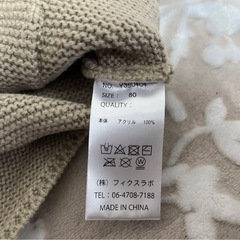 SIZE : 80
QUALITY :
本体 アクリル 100%
(株) フィクスラボ
℡ 06-4708-7188
MADE IN CHINA